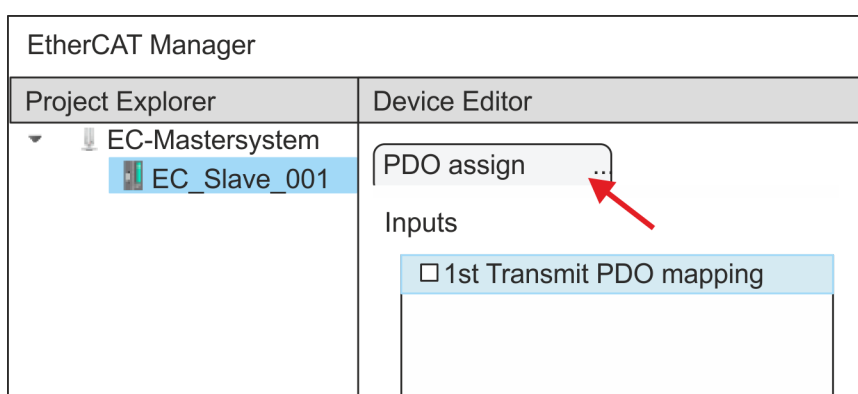 EtherCAT Manager
Project Explorer
Device Editor
EC-Mastersystem
EC_Slave_001
PDO assign ...
Inputs
1st Transmit PDO mapping